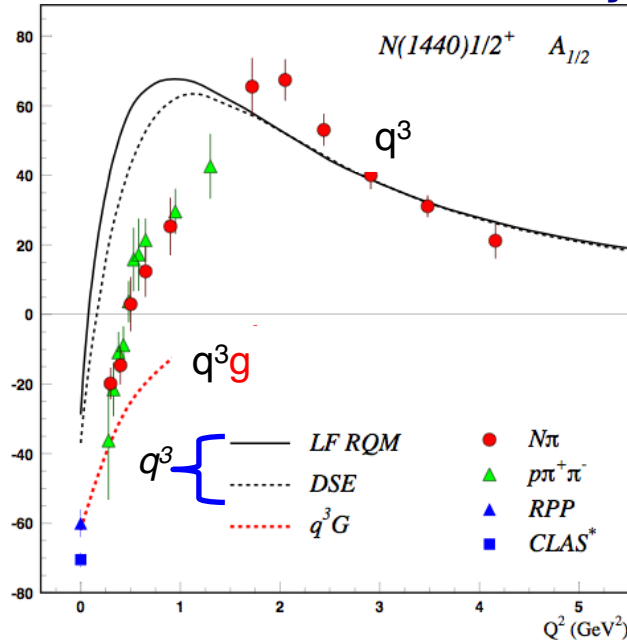 80
N(1440)1/2⁺ A₁/₂
60
q³
40
20
0
q³g
-20
LF RQM
Nπ
q³
DSE
pπ⁺π⁻
-40
q³G
RPP
-60
CLAS*
-80
0 1 2 3 4 5
Q² (GeV²)